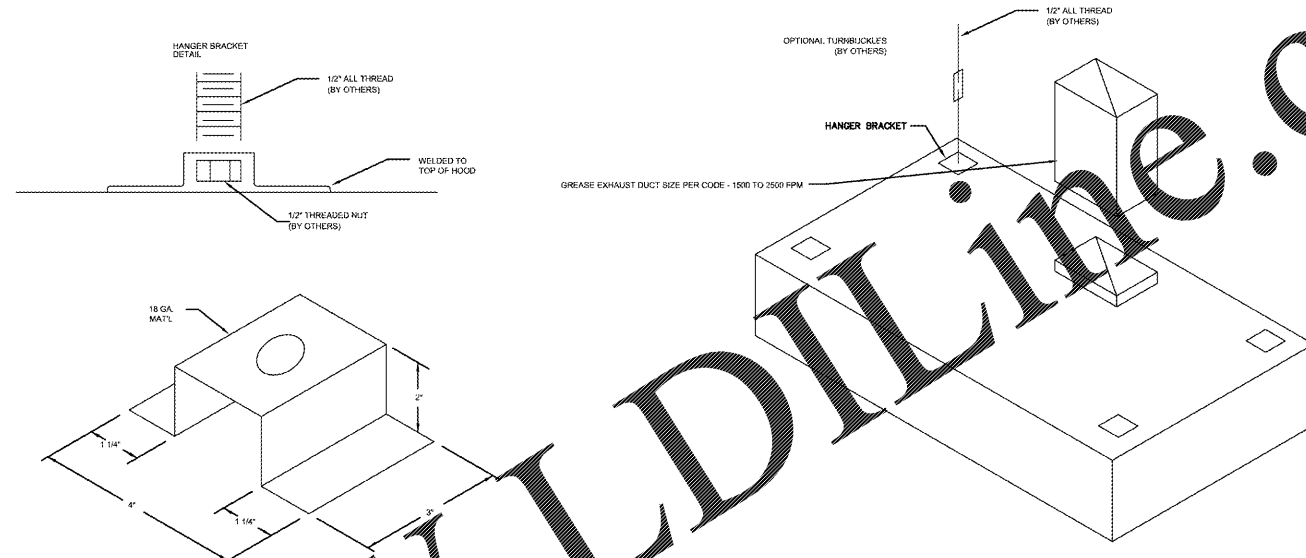 HANGER BRACKET
DETAIL
1/2" ALL THREAD
(BY OTHERS)
WELDED TO
TOP OF HOOD
1/2" THREADED NUT
(BY OTHERS)
18 GA.
MAT'L
2"
1 1/4"
4"
1 1/4"
3"
1/2" ALL THREAD
(BY OTHERS)
OPTIONAL TURNBUCKLES
(BY OTHERS)
HANGER BRACKET
GREASE EXHAUST DUCT SIZE PER CODE - 1500 TO 2500 FPM
LDILine.c